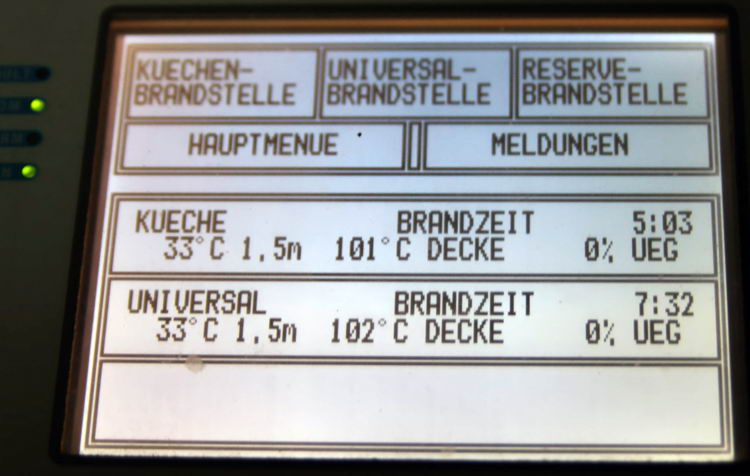 KUECHEN-
BRANDSTELLE
UNIVERSAL-
BRANDSTELLE
RESERVE-
BRANDSTELLE
HAUPTMENUE
MELDUNGEN
KUECHE BRANDZEIT 5:03
33°C 1,5m 101°C DECKE 0% UEG
UNIVERSAL BRANDZEIT 7:32
33°C 1,5m 102°C DECKE 0% UEG